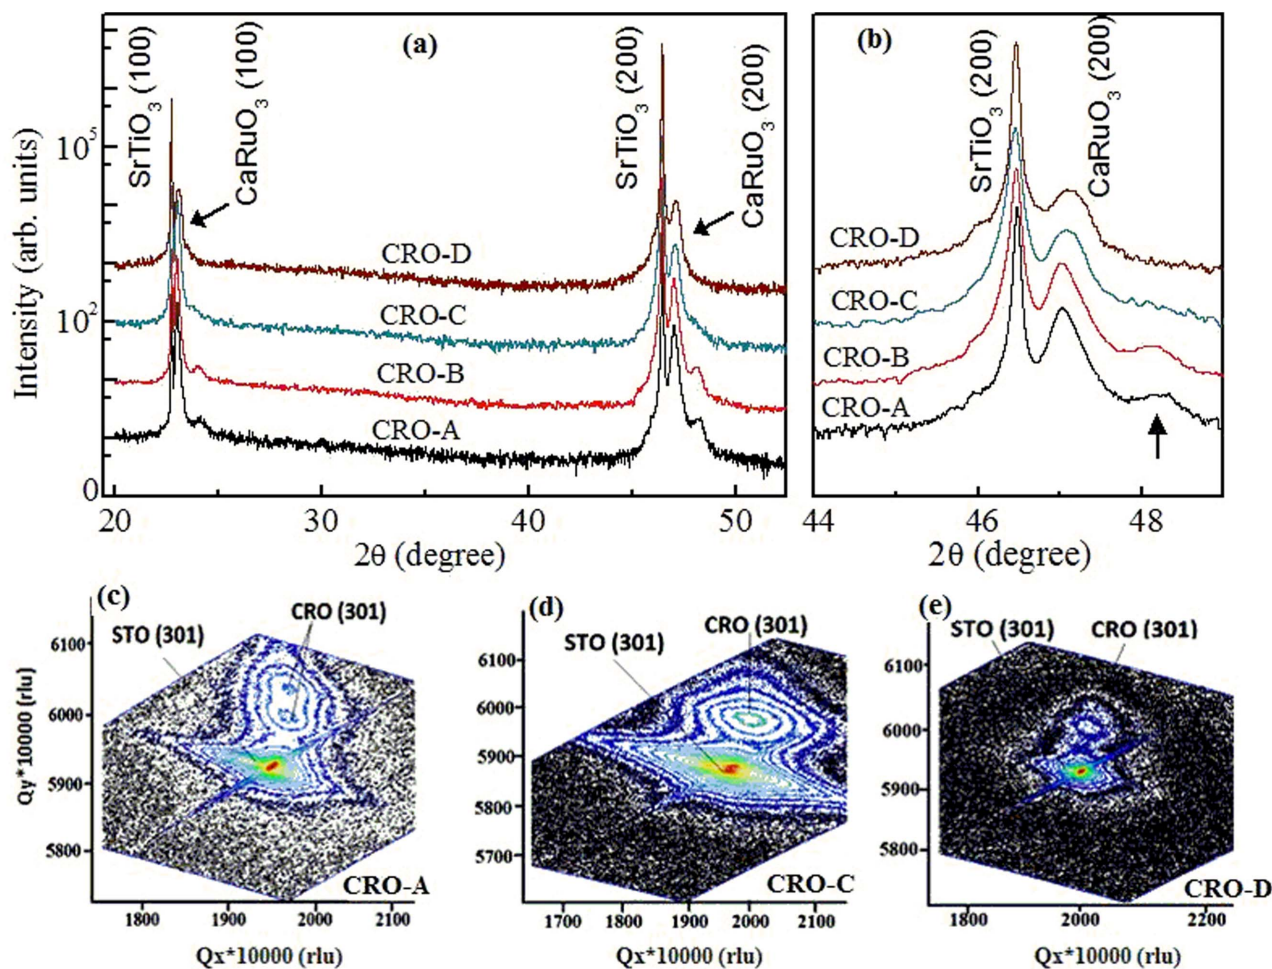 (a)
SrTiO3 (100)
CaRuO3 (100)
SrTiO3 (200)
CaRuO3 (200)
CRO-D
CRO-C
CRO-B
CRO-A
Intensity (arb. units)
10^5
10^2
0
20 30 40 50
2θ (degree)
(b)
SrTiO3 (200)
CaRuO3 (200)
CRO-D
CRO-C
CRO-B
CRO-A
44 46 48
2θ (degree)
(c)
STO (301)
CRO (301)
Qy*10000 (rlu)
6100
6000
5900
5800
CRO-A
1800 1900 2000 2100
Qx*10000 (rlu)
(d)
STO (301)
CRO (301)
6100
6000
5900
5800
5700
CRO-C
1700 1800 1900 2000 2100
Qx*10000 (rlu)
(e)
STO (301)
CRO (301)
6100
6000
5900
5800
CRO-D
1800 2000 2200
Qx*10000 (rlu)